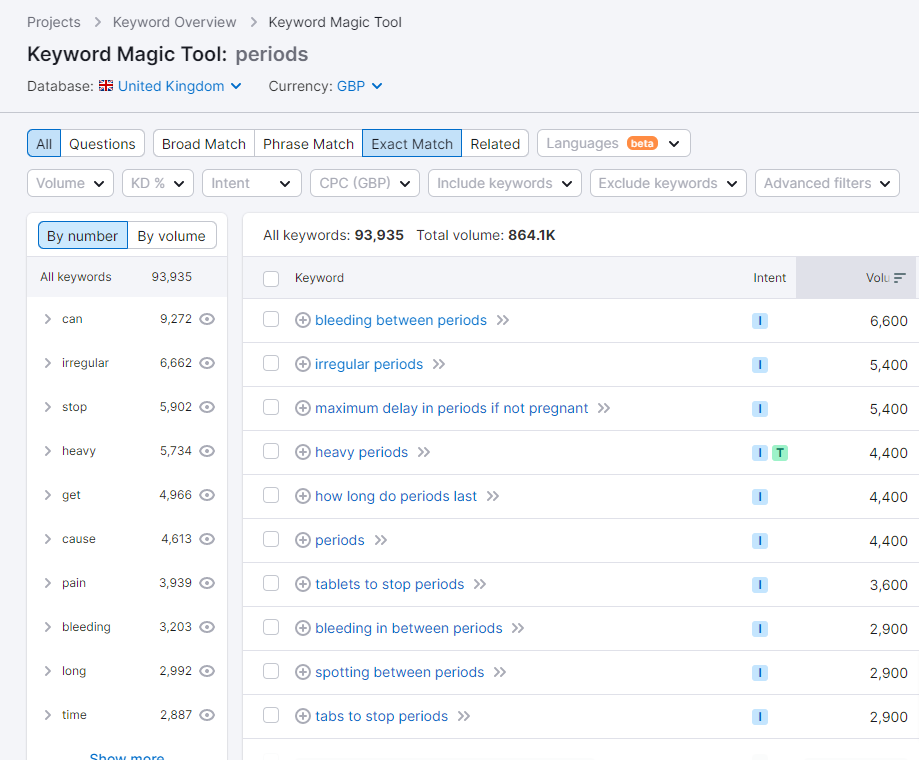 Projects > Keyword Overview > Keyword Magic Tool
Keyword Magic Tool: periods
Database: United Kingdom Currency: GBP
All Questions Broad Match Phrase Match Exact Match Related Languages beta
Volume KD % Intent CPC (GBP) Include keywords Exclude keywords Advanced filters
By number By volume
All keywords 93,935
can 9,272
irregular 6,662
stop 5,902
heavy 5,734
get 4,966
cause 4,613
pain 3,939
bleeding 3,203
long 2,992
time 2,887
Show more
All keywords: 93,935 Total volume: 864.1K
Keyword Intent Volu
bleeding between periods I 6,600
irregular periods I 5,400
maximum delay in periods if not pregnant I 5,400
heavy periods I T 4,400
how long do periods last I 4,400
periods I 4,400
tablets to stop periods I 3,600
bleeding in between periods I 2,900
spotting between periods I 2,900
tabs to stop periods I 2,900